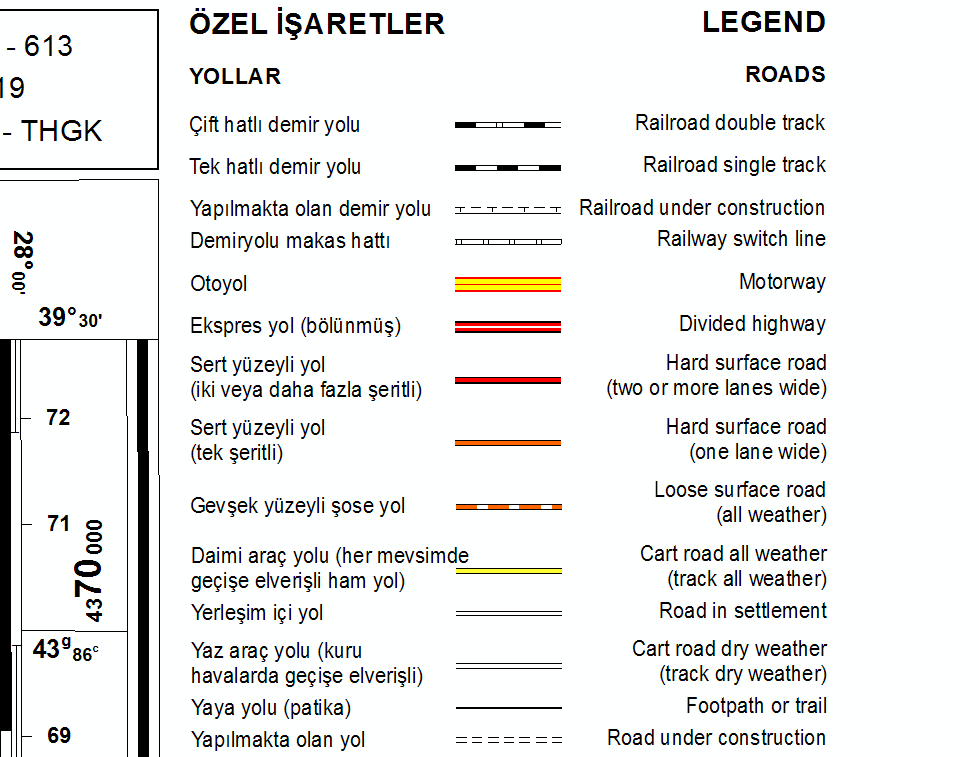 - 613
19
- THGK
28° 00'
39° 30'
72
71
4370 000
43g 86c
69
ÖZEL İŞARETLER LEGEND
YOLLAR ROADS
Çift hatlı demir yolu Railroad double track
Tek hatlı demir yolu Railroad single track
Yapılmakta olan demir yolu Railroad under construction
Demiryolu makas hattı Railway switch line
Otoyol Motorway
Ekspres yol (bölünmüş) Divided highway
Sert yüzeyli yol Hard surface road
(iki veya daha fazla şeritli) (two or more lanes wide)
Sert yüzeyli yol Hard surface road
(tek şeritli) (one lane wide)
Gevşek yüzeyli şose yol Loose surface road
(all weather)
Daimi araç yolu (her mevsimde Cart road all weather
geçişe elverişli ham yol) (track all weather)
Yerleşim içi yol Road in settlement
Yaz araç yolu (kuru Cart road dry weather
havalarda geçişe elverişli) (track dry weather)
Yaya yolu (patika) Footpath or trail
Yapılmakta olan yol Road under construction